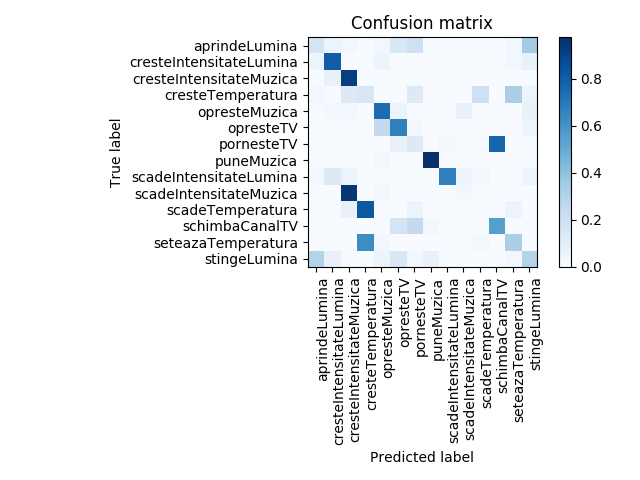 Confusion matrix
True label
aprindeLumina
cresteIntensitateLumina
cresteIntensitateMuzica
cresteTemperatura
opresteMuzica
opresteTV
pornesteTV
puneMuzica
scadeIntensitateLumina
scadeIntensitateMuzica
scadeTemperatura
schimbaCanalTV
seteazaTemperatura
stingeLumina
aprindeLumina
cresteIntensitateLumina
cresteIntensitateMuzica
cresteTemperatura
opresteMuzica
opresteTV
pornesteTV
puneMuzica
scadeIntensitateLumina
scadeIntensitateMuzica
scadeTemperatura
schimbaCanalTV
seteazaTemperatura
stingeLumina
Predicted label
0.8
0.6
0.4
0.2
0.0